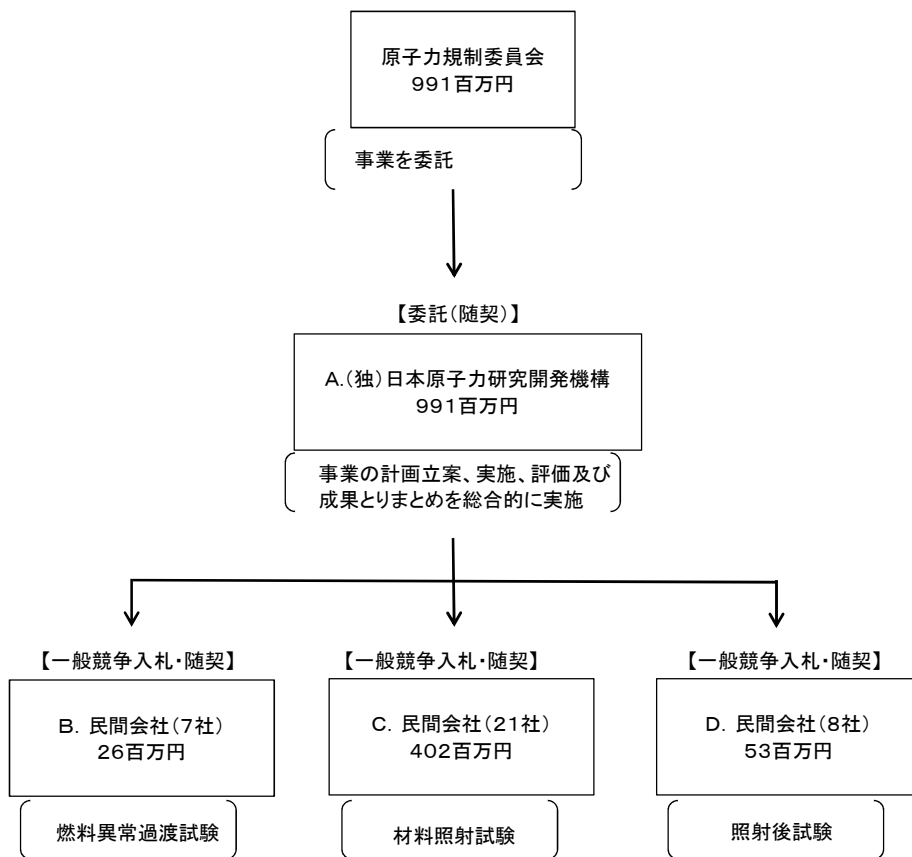 原子力規制委員会
991百万円
事業を委託
【委託(随契)】
A.(独)日本原子力研究開発機構
991百万円
事業の計画立案、実施、評価及び
成果とりまとめを総合的に実施
【一般競争入札・随契】
B. 民間会社(7社)
26百万円
燃料異常過渡試験
【一般競争入札・随契】
C. 民間会社(21社)
402百万円
材料照射試験
【一般競争入札・随契】
D. 民間会社(8社)
53百万円
照射後試験